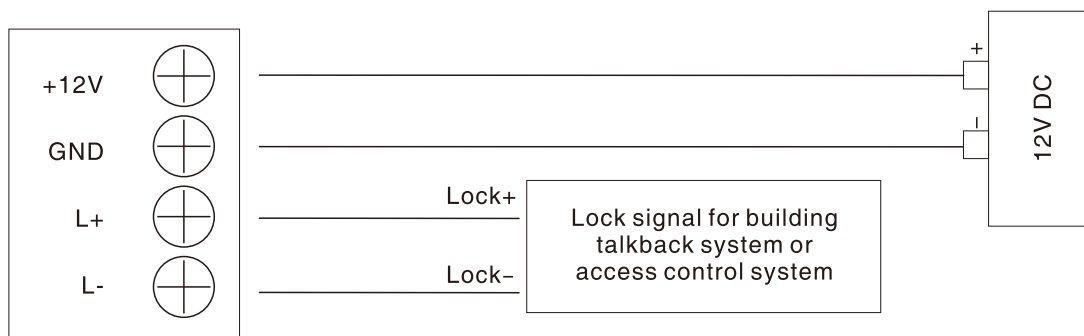 +12V
GND
L+
L-
Lock+
Lock−
Lock signal for building
talkback system or
access control system
+
−
12V DC